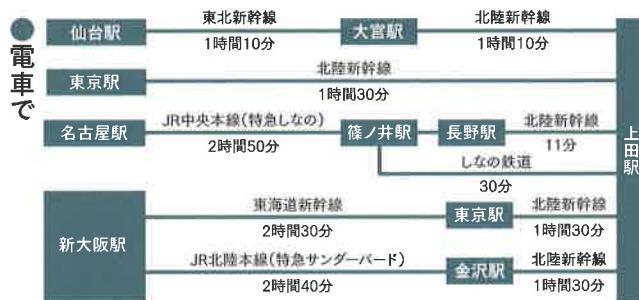 ●電車で
仙台駅
東北新幹線
1時間10分
大宮駅
北陸新幹線
1時間10分
東京駅
北陸新幹線
1時間30分
名古屋駅
JR中央本線(特急しなの)
2時間50分
篠ノ井駅
長野駅
北陸新幹線
11分
しなの鉄道
30分
新大阪駅
東海道新幹線
2時間30分
東京駅
北陸新幹線
1時間30分
JR北陸本線(特急サンダーバード)
2時間40分
金沢駅
北陸新幹線
1時間30分
上田駅